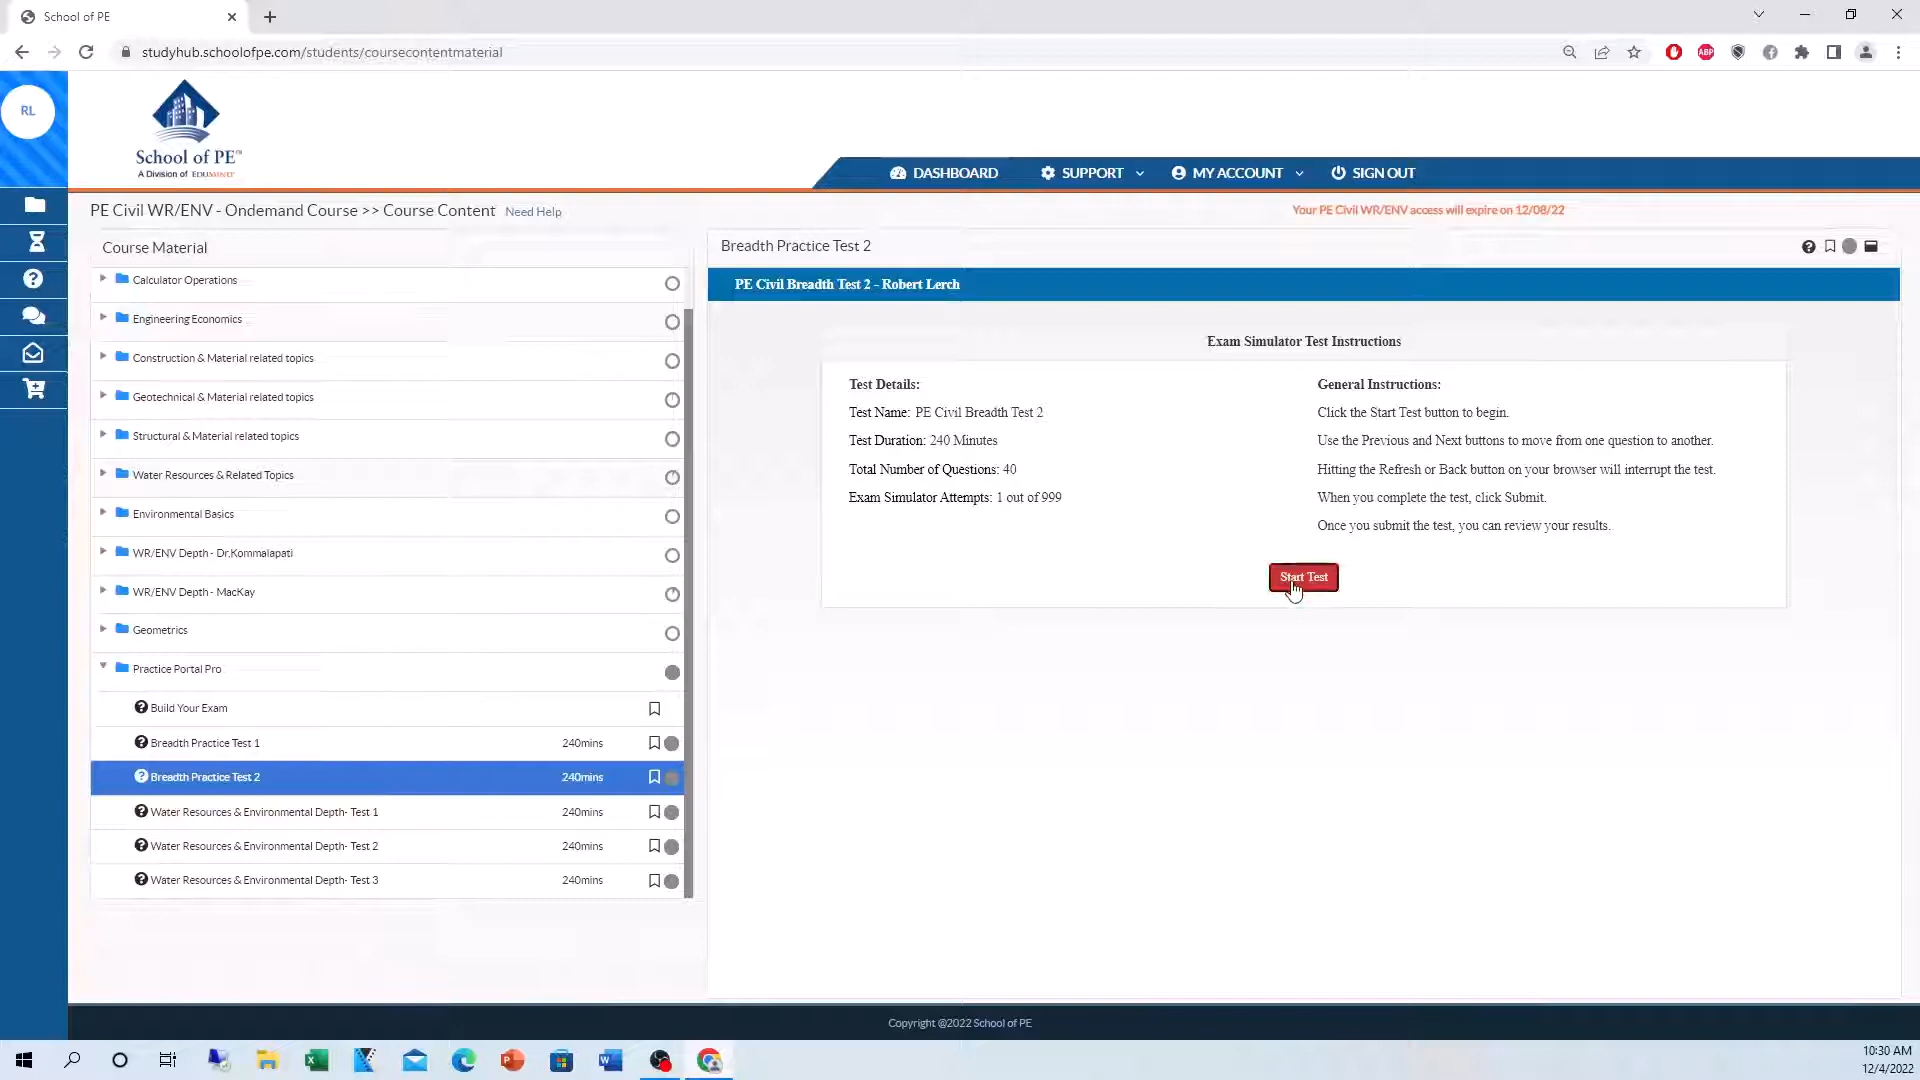 School of PE
studyhub.schoolofpe.com/students/coursecontentmaterial
ABP
RL
School of PE™
A Division of EDUMIND
DASHBOARD
SUPPORT
MY ACCOUNT
SIGN OUT
PE Civil WR/ENV - Ondemand Course >> Course Content
Need Help
Your PE Civil WR/ENV access will expire on 12/08/22
Course Material
Calculator Operations
Engineering Economics
Construction & Material related topics
Geotechnical & Material related topics
Structural & Material related topics
Water Resources & Related Topics
Environmental Basics
WR/ENV Depth - Dr.Kommalapati
WR/ENV Depth - MacKay
Geometrics
Practice Portal Pro
Build Your Exam
Breadth Practice Test 1 240mins
Breadth Practice Test 2 240mins
Water Resources & Environmental Depth- Test 1 240mins
Water Resources & Environmental Depth- Test 2 240mins
Water Resources & Environmental Depth- Test 3 240mins
Breadth Practice Test 2
PE Civil Breadth Test 2 - Robert Lerch
Exam Simulator Test Instructions
Test Details:
Test Name: PE Civil Breadth Test 2
Test Duration: 240 Minutes
Total Number of Questions: 40
Exam Simulator Attempts: 1 out of 999
General Instructions:
Click the Start Test button to begin.
Use the Previous and Next buttons to move from one question to another.
Hitting the Refresh or Back button on your browser will interrupt the test.
When you complete the test, click Submit.
Once you submit the test, you can review your results.
Start Test
Copyright @2022 School of PE
10:30 AM
12/4/2022